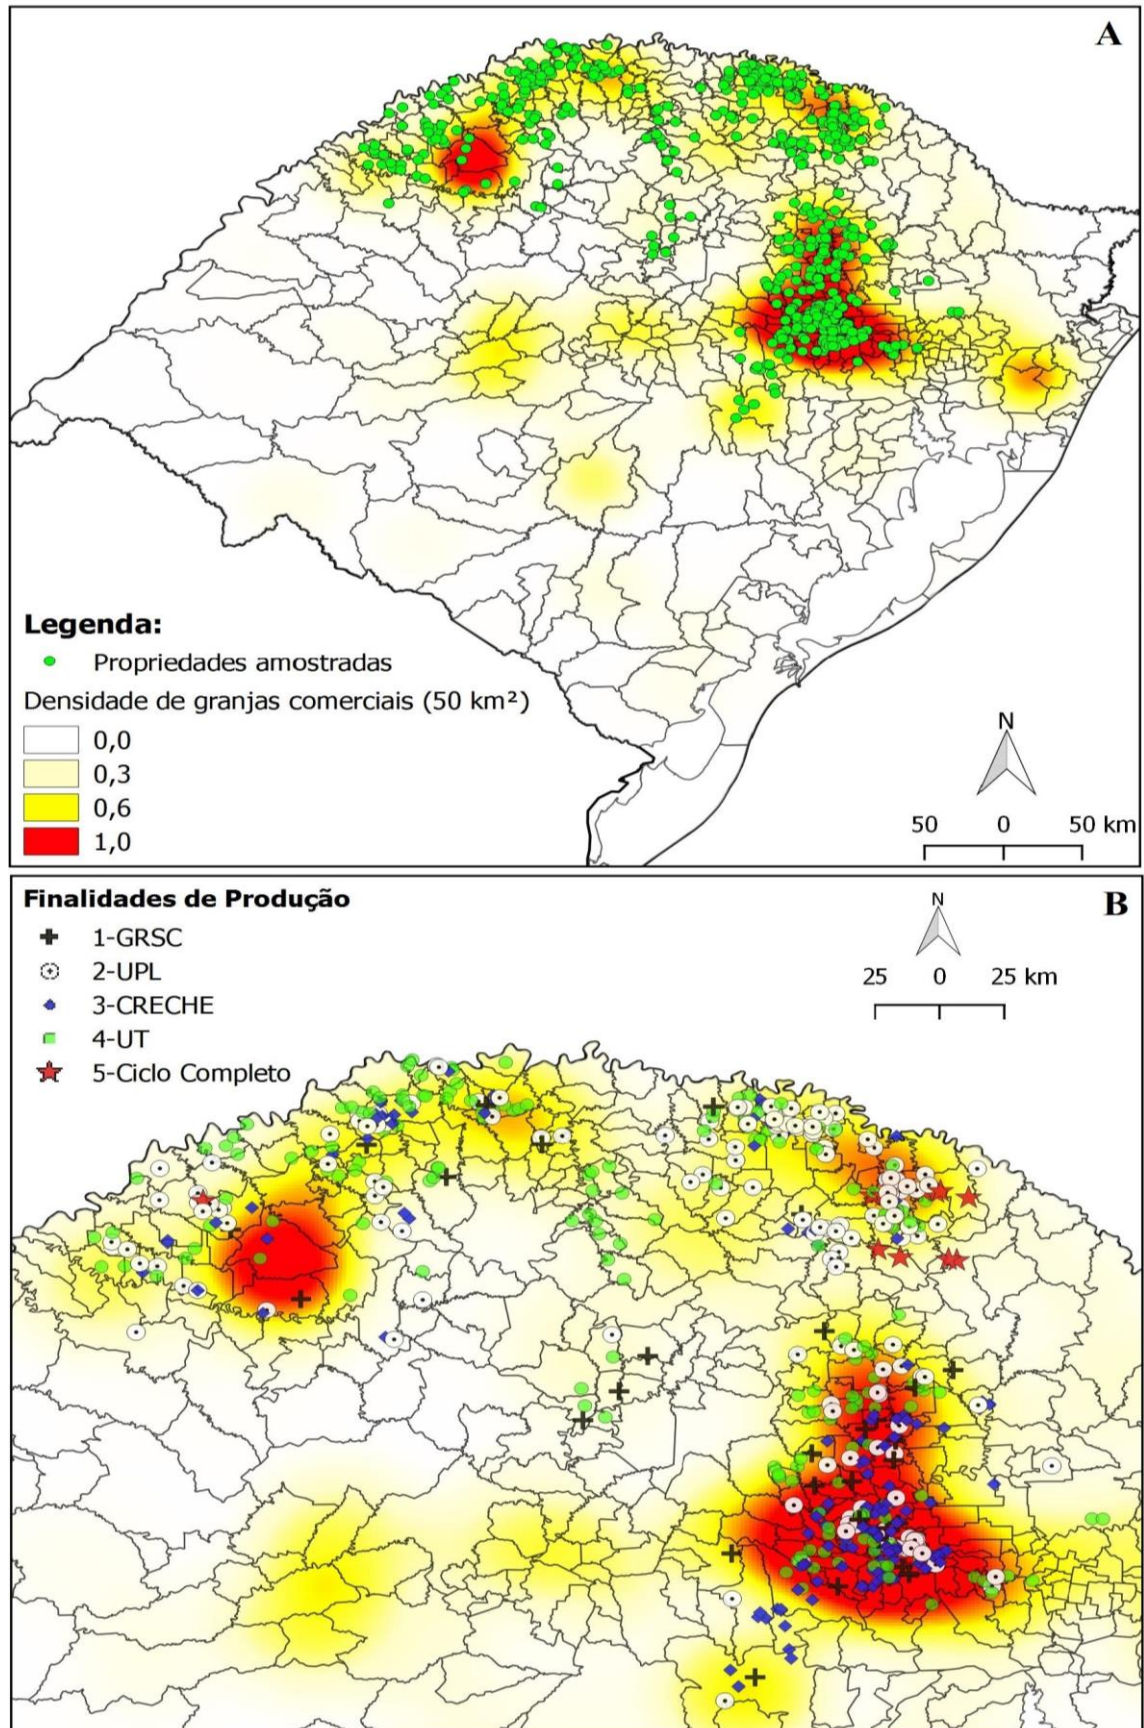 A
Legenda:
Propriedades amostradas
Densidade de granjas comerciais (50 km²)
0,0
0,3
0,6
1,0
N
50 0 50 km
Finalidades de Produção
B
1-GRSC
2-UPL
3-CRECHE
4-UT
5-Ciclo Completo
N
25 0 25 km